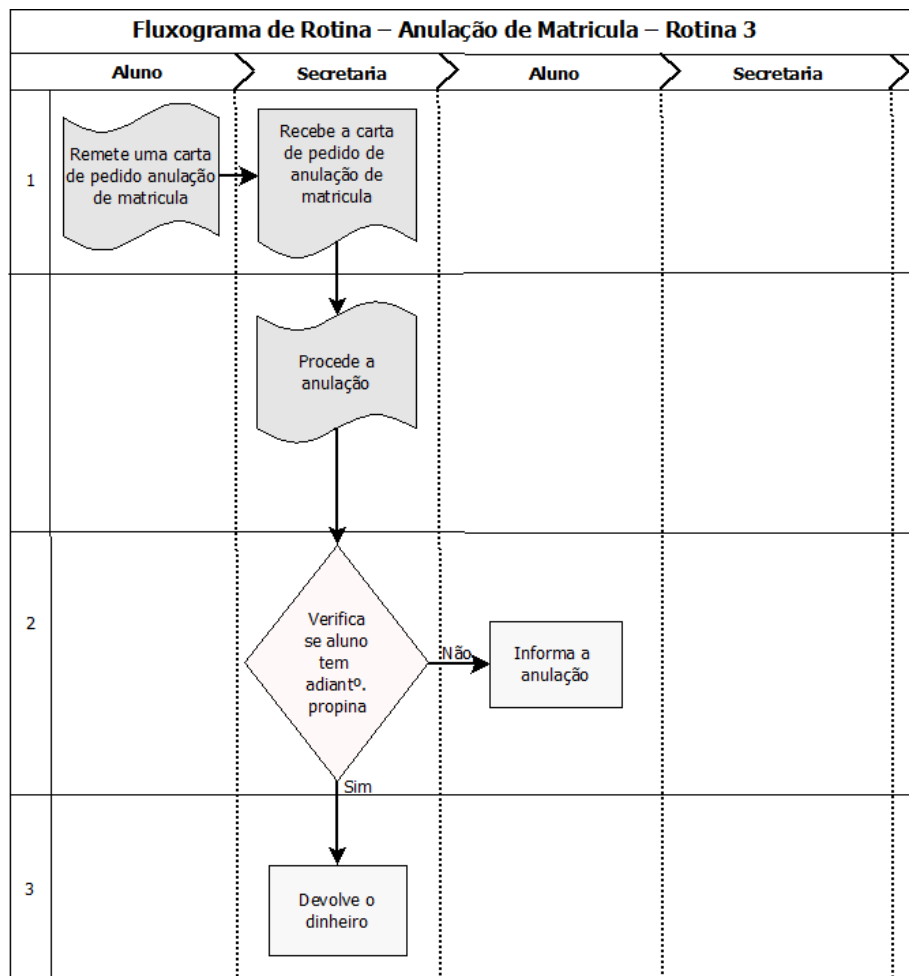 Fluxograma de Rotina – Anulação de Matricula – Rotina 3
Aluno
Secretaria
Aluno
Secretaria
1
Remete uma carta
de pedido anulação
de matricula
Recebe a carta
de pedido de
anulação de
matricula
Procede a
anulação
2
Verifica
se aluno
tem
adiantº.
propina
Não
Informa a
anulação
Sim
3
Devolve o
dinheiro